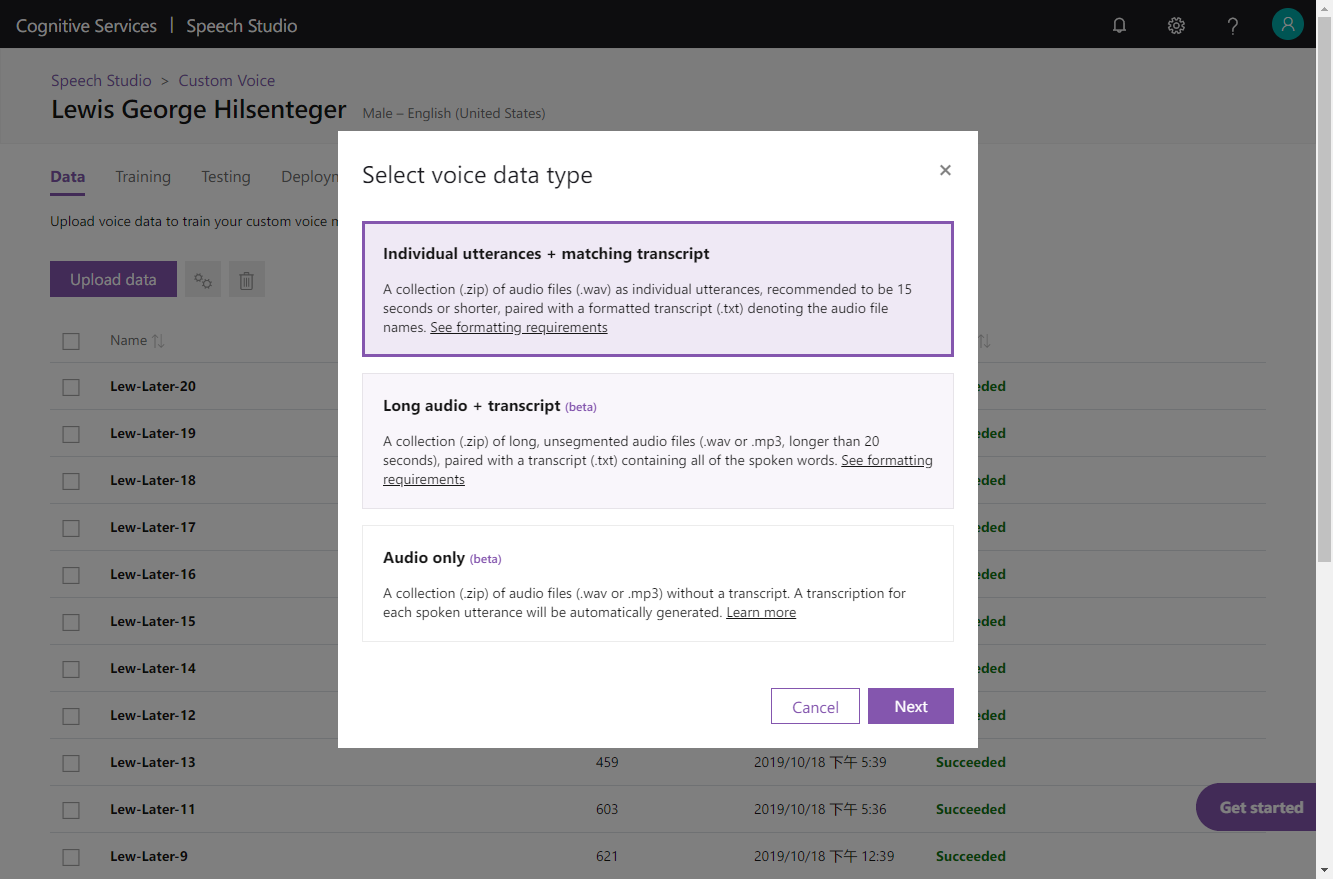 Cognitive Services | Speech Studio
Speech Studio > Custom Voice
Lewis George Hilsenteger Male – English (United States)
Data Training Testing
Upload voice data to train your custom voice
Upload data
Name
Lew-Later-20
Lew-Later-19
Lew-Later-18
Lew-Later-17
Lew-Later-16
Lew-Later-15
Lew-Later-14
Lew-Later-12
Lew-Later-13 459 2019/10/18 下午 5:39 Succeeded
Lew-Later-11 603 2019/10/18 下午 5:36 Succeeded
Lew-Later-9 621 2019/10/18 下午 12:39 Succeeded
Select voice data type
Individual utterances + matching transcript
A collection (.zip) of audio files (.wav) as individual utterances, recommended to be 15
seconds or shorter, paired with a formatted transcript (.txt) denoting the audio file
names. See formatting requirements
Long audio + transcript (beta)
A collection (.zip) of long, unsegmented audio files (.wav or .mp3, longer than 20
seconds), paired with a transcript (.txt) containing all of the spoken words. See formatting
requirements
Audio only (beta)
A collection (.zip) of audio files (.wav or .mp3) without a transcript. A transcription for
each spoken utterance will be automatically generated. Learn more
Cancel Next
Get started